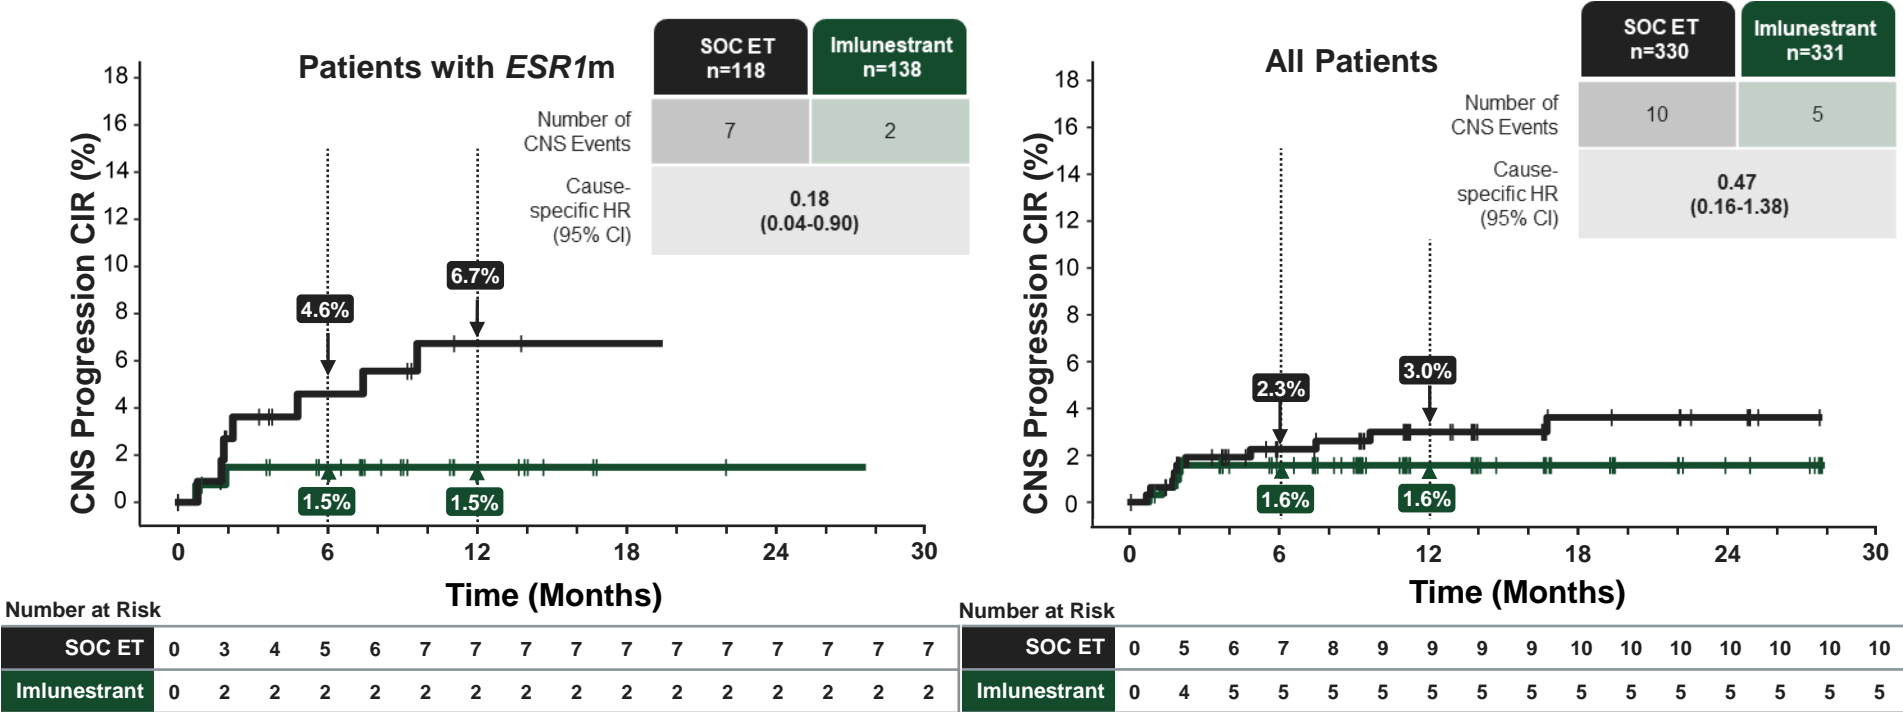 Patients with ESR1m
SOC ET
n=118
Imlunestrant
n=138
Number of
CNS Events
7
2
Cause-
specific HR
(95% CI)
0.18
(0.04-0.90)
CNS Progression CIR (%)
18
16
14
12
10
8
6
4
2
0
4.6%
6.7%
1.5%
1.5%
0 6 12 18 24 30
Time (Months)
Number at Risk
SOC ET 0 3 4 5 6 7 7 7 7 7 7 7 7 7 7 7
Imlunestrant 0 2 2 2 2 2 2 2 2 2 2 2 2 2 2 2
All Patients
SOC ET
n=330
Imlunestrant
n=331
Number of
CNS Events
10
5
Cause-
specific HR
(95% CI)
0.47
(0.16-1.38)
CNS Progression CIR (%)
18
16
14
12
10
8
6
4
2
0
2.3%
3.0%
1.6%
1.6%
0 6 12 18 24 30
Time (Months)
Number at Risk
SOC ET 0 5 6 7 8 9 9 9 9 10 10 10 10 10 10 10
Imlunestrant 0 4 5 5 5 5 5 5 5 5 5 5 5 5 5 5